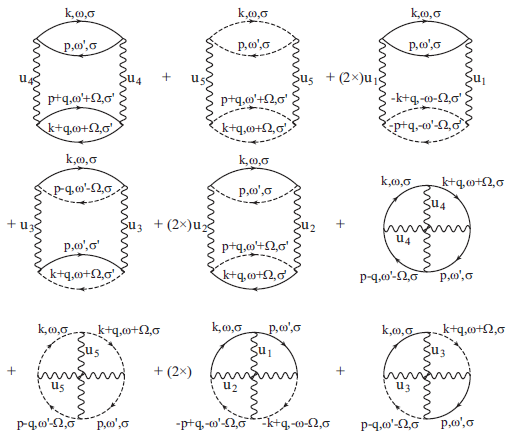 k,ω,σ k,ω,σ k,ω,σ
p,ω',σ p,ω',σ p,ω',σ
u4 u4 + u5 u5 + (2×) u1 u1
p+q,ω'+Ω,σ' p+q,ω'+Ω,σ' -k+q,-ω-Ω,σ'
k+q,ω+Ω,σ' k+q,ω+Ω,σ' -p+q,-ω'-Ω,σ'
k,ω,σ k,ω,σ
p-q,ω'-Ω,σ p,ω',σ k,ω,σ k+q,ω+Ω,σ
u4
+ u3 u3 + (2×) u2 u2 +
u4
p,ω',σ' p+q,ω'+Ω,σ'
k+q,ω+Ω,σ' k+q,ω+Ω,σ' p-q,ω'-Ω,σ p,ω',σ
k,ω,σ k+q,ω+Ω,σ k,ω,σ p,ω',σ k,ω,σ k+q,ω+Ω,σ
u5 u1 u3
+ u5 + (2×) u2 + u3
p-q,ω'-Ω,σ p,ω',σ -p+q,-ω'-Ω,σ -k+q,-ω-Ω,σ p-q,ω'-Ω,σ p,ω',σ